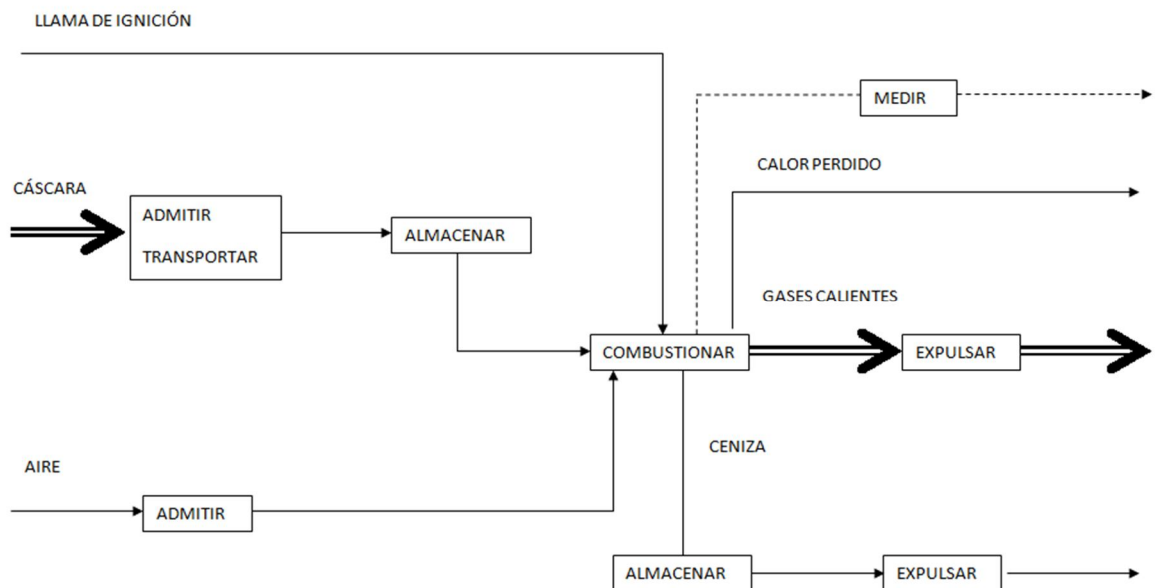 LLAMA DE IGNICIÓN
MEDIR
CALOR PERDIDO
CÁSCARA
ADMITIR
TRANSPORTAR
ALMACENAR
GASES CALIENTES
COMBUSTIONAR
EXPULSAR
CENIZA
AIRE
ADMITIR
ALMACENAR
EXPULSAR